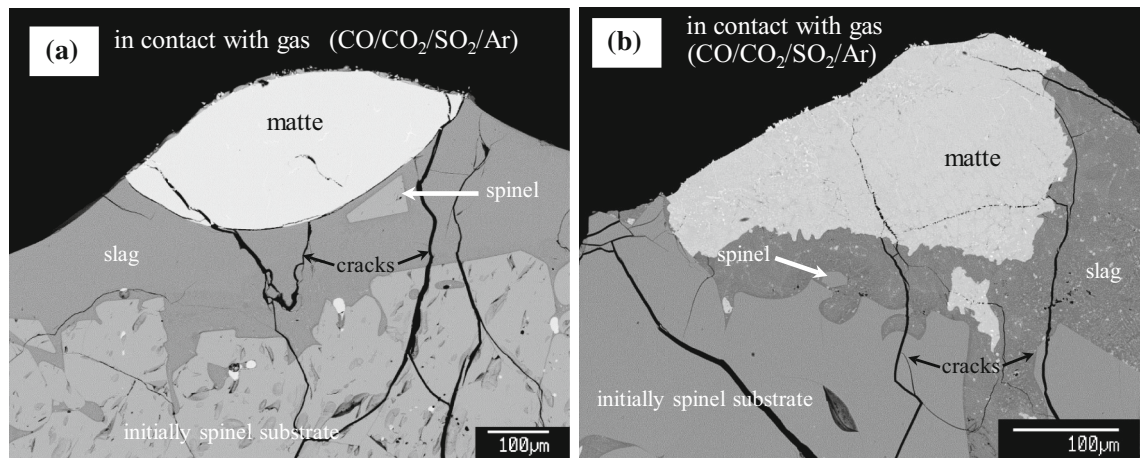 (a)
in contact with gas (CO/CO₂/SO₂/Ar)
matte
spinel
slag
cracks
initially spinel substrate
100μm
(b)
in contact with gas
(CO/CO₂/SO₂/Ar)
matte
spinel
slag
cracks
initially spinel substrate
100μm